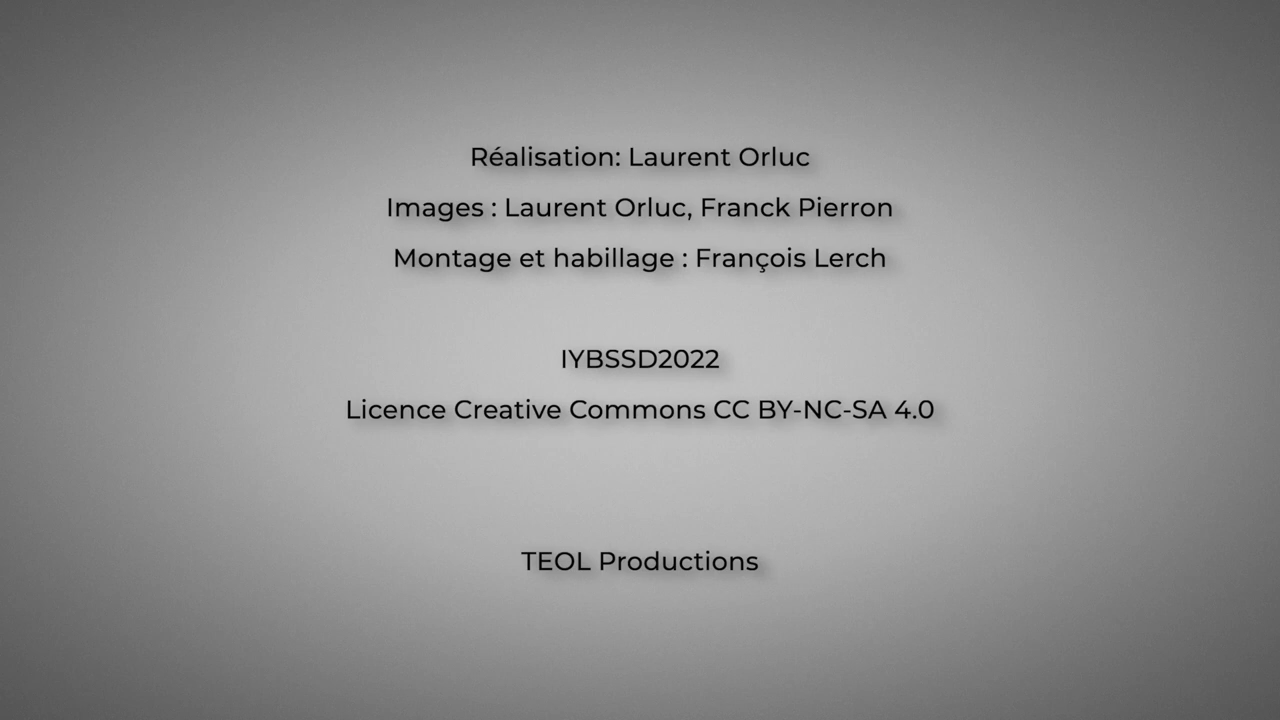 Réalisation: Laurent Orluc
Images : Laurent Orluc, Franck Pierron
Montage et habillage : François Lerch
IYBSSD2022
Licence Creative Commons CC BY-NC-SA 4.0
TEOL Productions